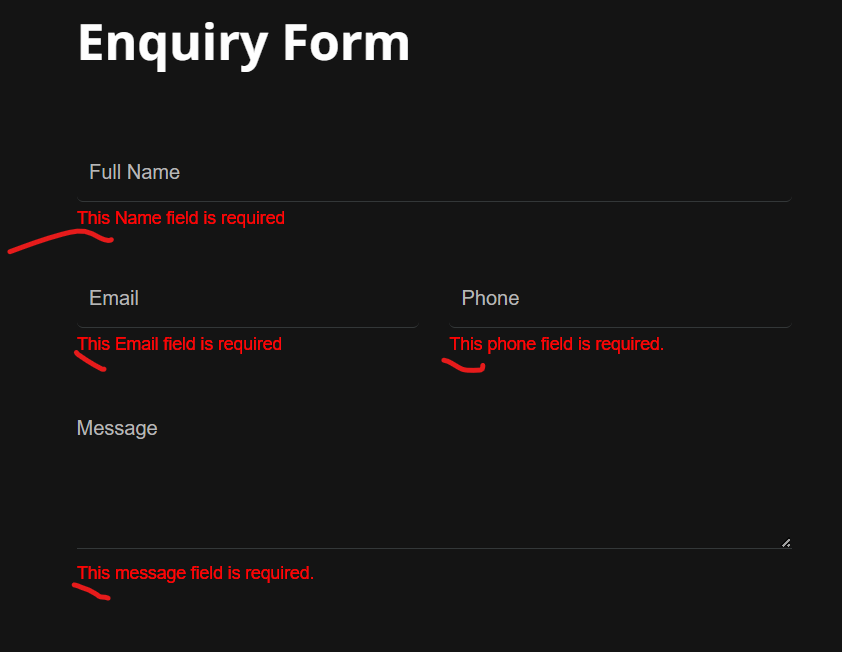 Enquiry Form
Full Name
This Name field is required
Email
Phone
This Email field is required
This phone field is required.
Message
This message field is required.